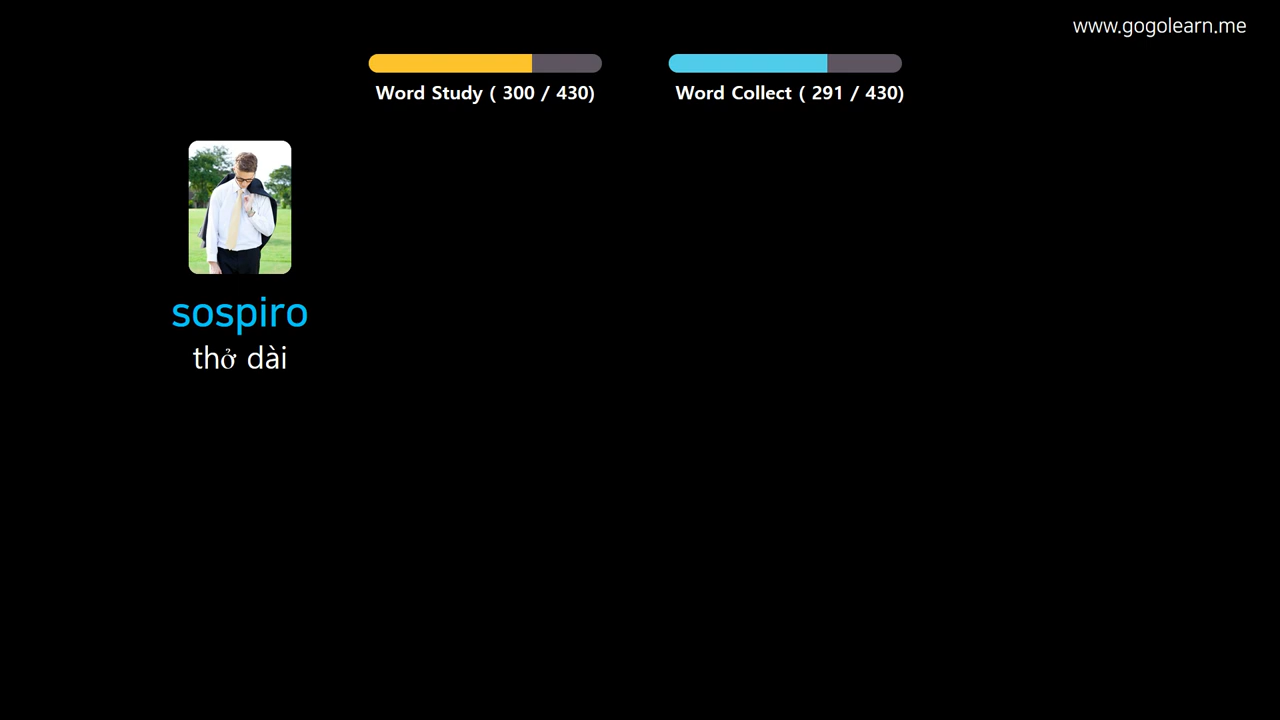 www.gogolearn.me
Word Study ( 300 / 430)
Word Collect ( 291 / 430)
sospiro
thở dài